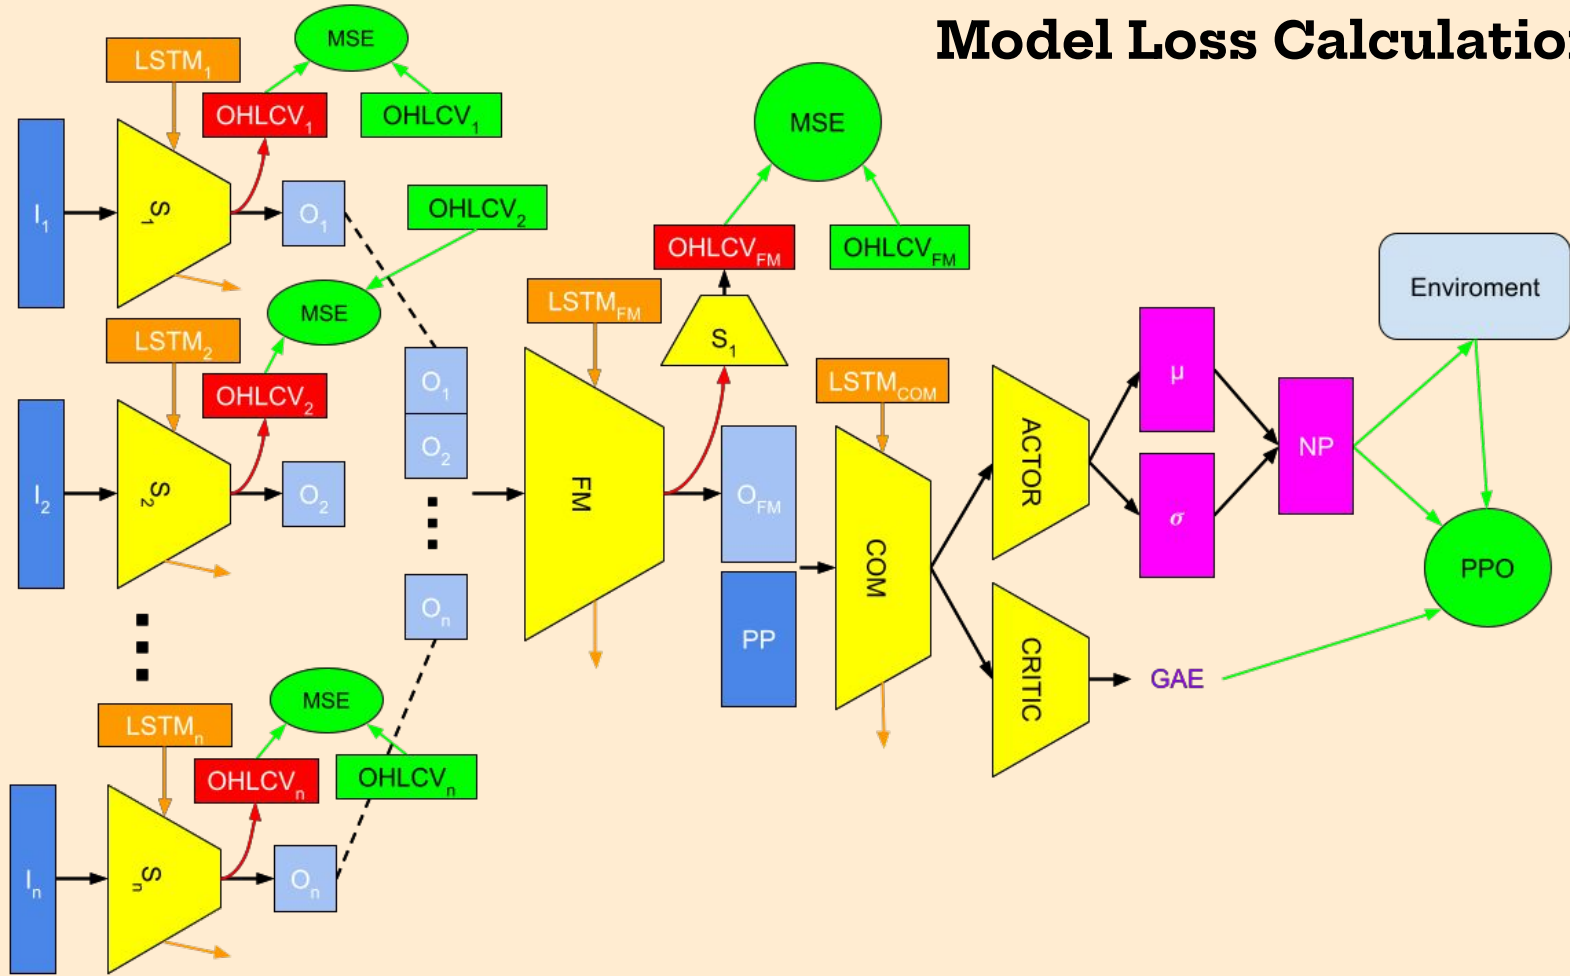 Model Loss Calculatio
LSTM1
MSE
OHLCV1
OHLCV1
I1
S1
O1
OHLCV2
MSE
LSTM2
OHLCV2
I2
S2
O2
LSTMn
MSE
OHLCVn
OHLCVn
In
Sn
On
O1
O2
On
LSTMFM
FM
MSE
OHLCVFM
OHLCVFM
S1
OFM
PP
LSTMCOM
COM
ACTOR
CRITIC
μ
σ
NP
GAE
Enviroment
PPO